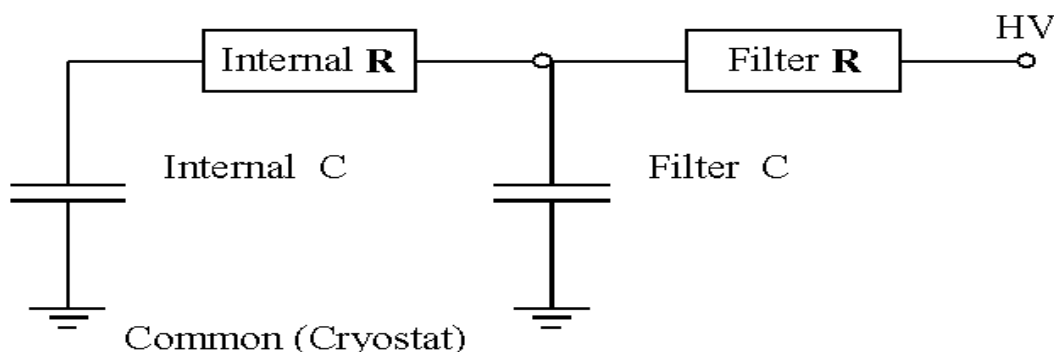 HV
Internal R
Filter R
Internal C
Filter C
Common (Cryostat)